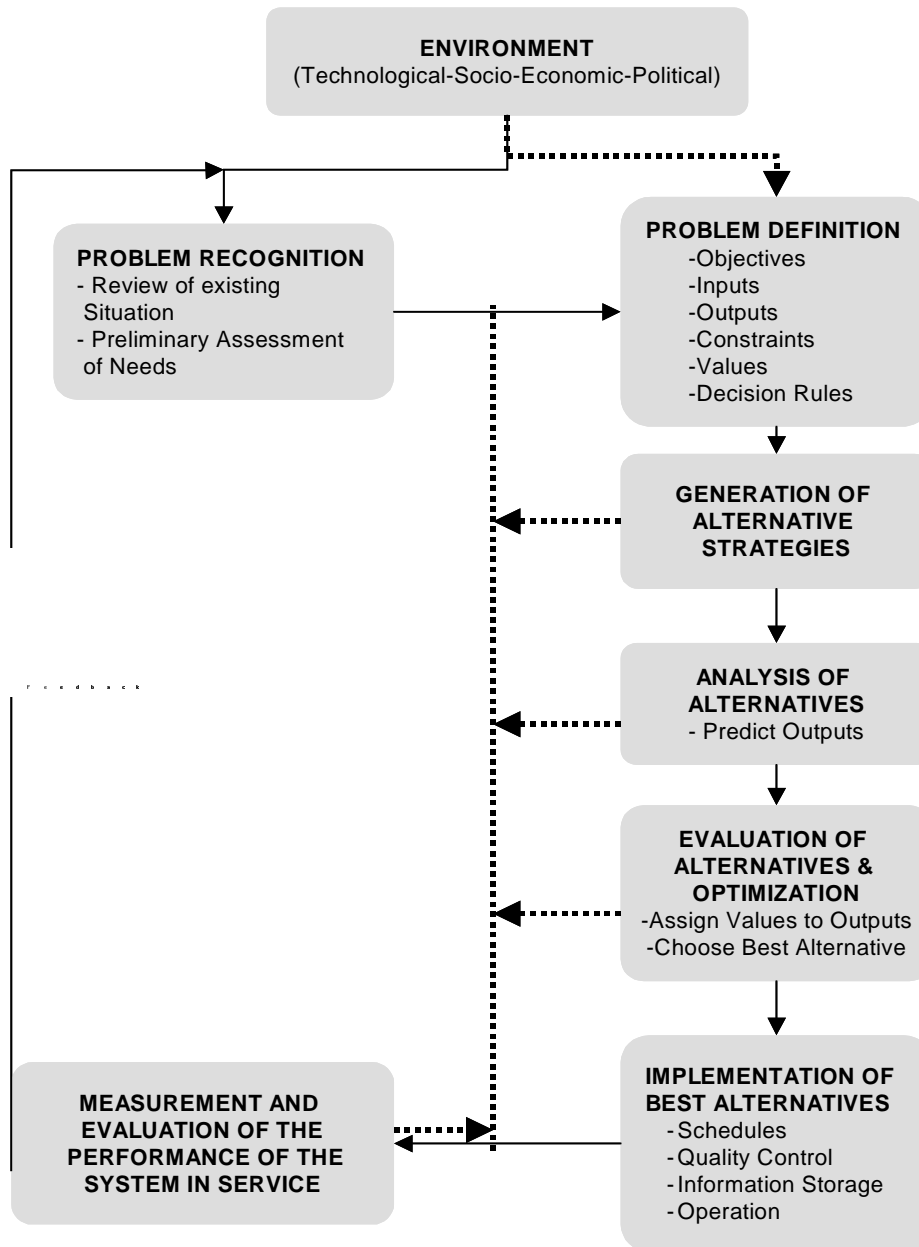 ENVIRONMENT
(Technological-Socio-Economic-Political)
PROBLEM RECOGNITION
- Review of existing
Situation
- Preliminary Assessment
of Needs
PROBLEM DEFINITION
-Objectives
-Inputs
-Outputs
-Constraints
-Values
-Decision Rules
GENERATION OF
ALTERNATIVE
STRATEGIES
Feedback
ANALYSIS OF
ALTERNATIVES
- Predict Outputs
EVALUATION OF
ALTERNATIVES &
OPTIMIZATION
-Assign Values to Outputs
-Choose Best Alternative
MEASUREMENT AND
EVALUATION OF THE
PERFORMANCE OF THE
SYSTEM IN SERVICE
IMPLEMENTATION OF
BEST ALTERNATIVES
-Schedules
-Quality Control
-Information Storage
-Operation